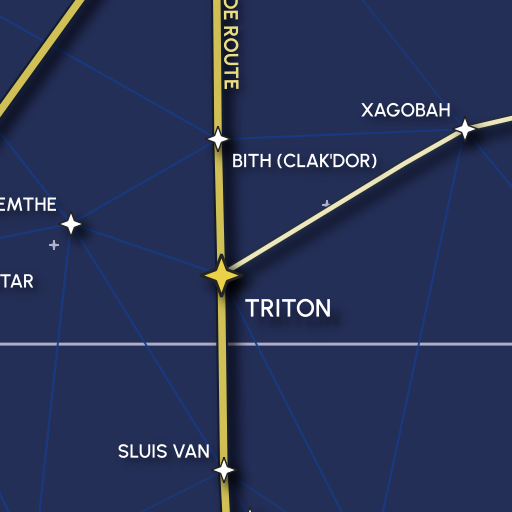 DE ROUTE
XAGOBAH
BITH (CLAK'DOR)
EMTHE
TAR
TRITON
SLUIS VAN